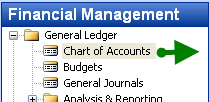 Financial Management
General Ledger
Chart of Accounts
Budgets
General Journals
Analysis & Reporting